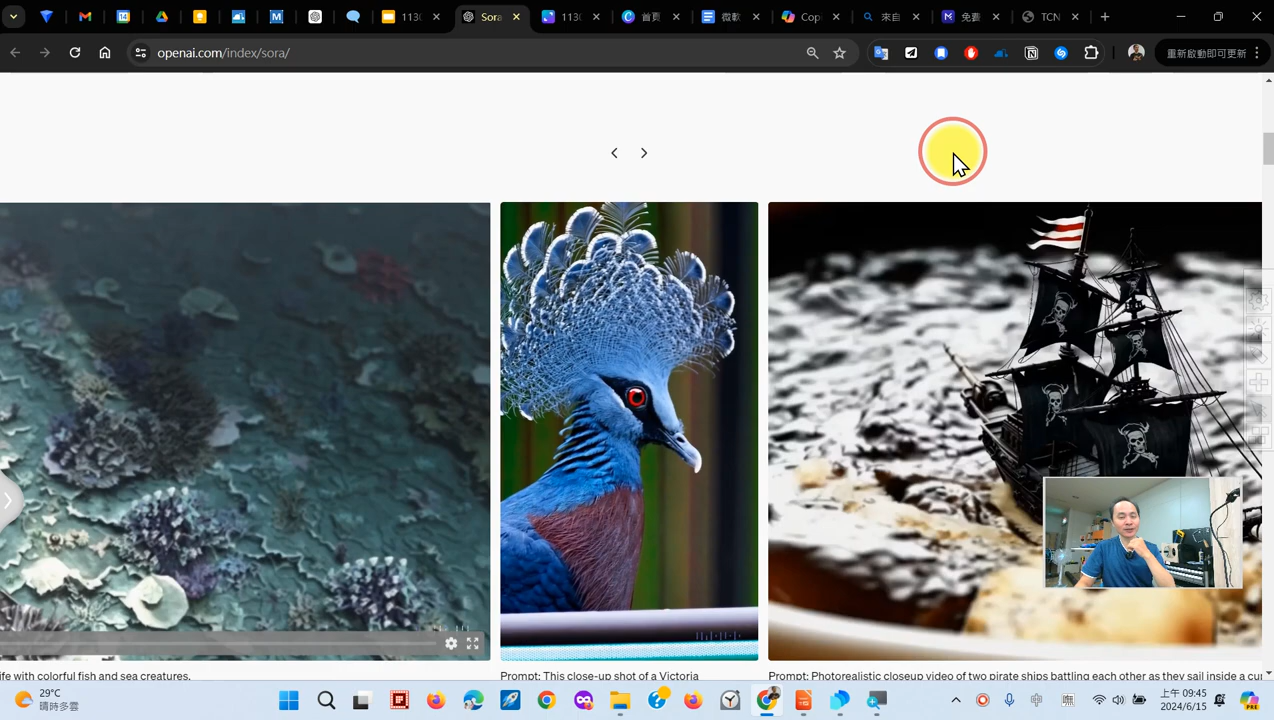 1130
Sora
1130
首頁
微軟
Cop
來自
免費
TCN
openai.com/index/sora/
重新啟動即可更新
ife with colorful fish and sea creatures.
Prompt: This close-up shot of a Victoria
Prompt: Photorealistic closeup video of two pirate ships battling each other as they sail inside a cu
29°C
晴時多雲
上午 09:45
2024/6/15